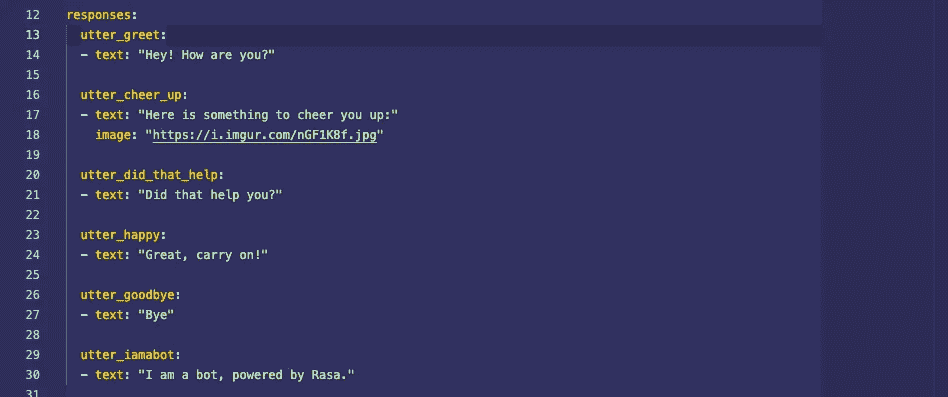 12 responses:
13 utter_greet:
14 - text: "Hey! How are you?"
15
16 utter_cheer_up:
17 - text: "Here is something to cheer you up:"
18 image: "https://i.imgur.com/nGF1K8f.jpg"
19
20 utter_did_that_help:
21 - text: "Did that help you?"
22
23 utter_happy:
24 - text: "Great, carry on!"
25
26 utter_goodbye:
27 - text: "Bye"
28
29 utter_iamabot:
30 - text: "I am a bot, powered by Rasa."
31